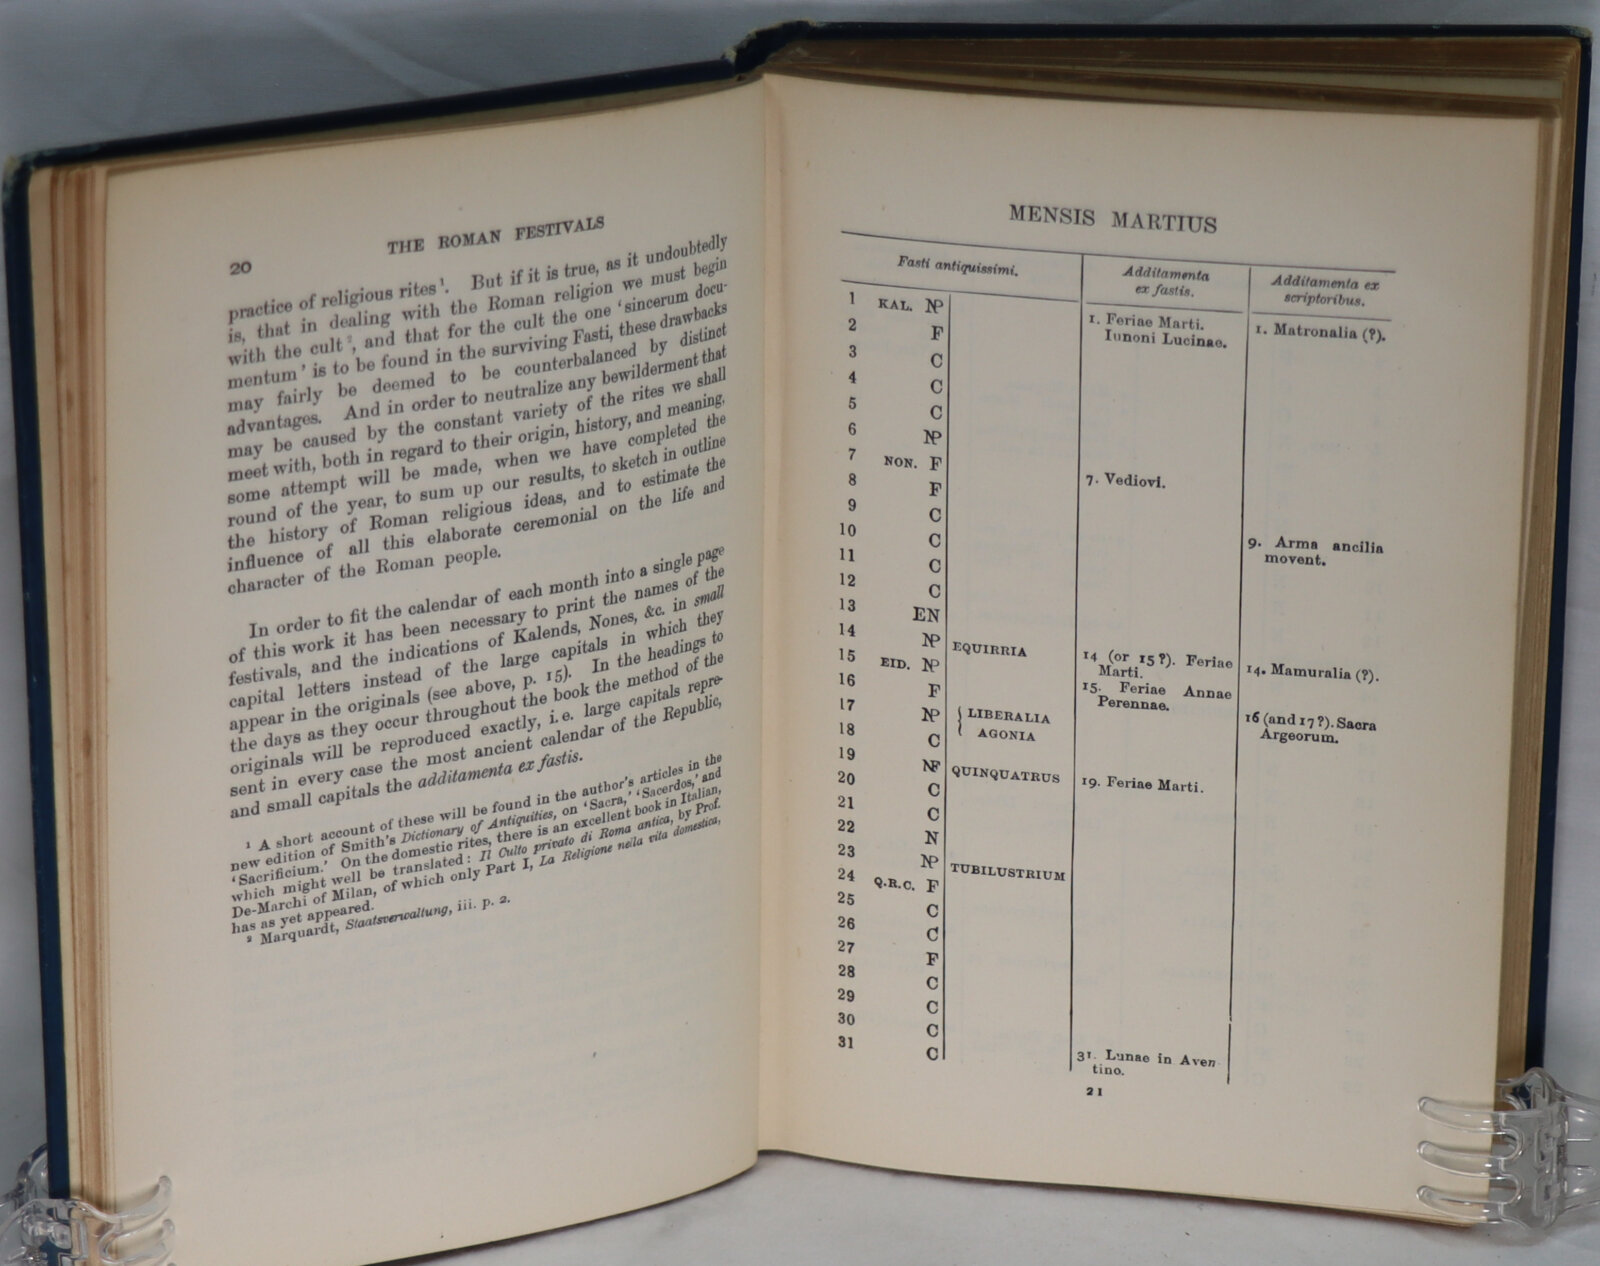 THE ROMAN FESTIVALS
20
practice of religious rites¹. But if it is true, as it undoubtedly
is, that in dealing with the Roman religion we must begin
with the cult², and that for the cult the one ‘sincerum docu-
mentum’ is to be found in the surviving Fasti, these drawbacks
may fairly be deemed to be counterbalanced by distinct
advantages. And in order to neutralize any bewilderment that
may be caused by the constant variety of the rites we shall
meet with, both in regard to their origin, history, and meaning,
some attempt will be made, when we have completed the
round of the year, to sum up our results, to sketch in outline
the history of Roman religious ideas, and to estimate the
influence of all this elaborate ceremonial on the life and
character of the Roman people.
In order to fit the calendar of each month into a single page
of this work it has been necessary to print the names of the
festivals, and the indications of Kalends, Nones, &c. in small
capital letters instead of the large capitals in which they
appear in the originals (see above, p. 15). In the headings to
the days as they occur throughout the book the method of the
originals will be reproduced exactly, i.e. large capitals repre-
sent in every case the most ancient calendar of the Republic,
and small capitals the additamenta ex fastis.
¹ A short account of these will be found in the author's articles in the
new edition of Smith's Dictionary of Antiquities, on ‘Sacra,’ ‘Sacerdos,’ and
‘Sacrificium.’ On the domestic rites, there is an excellent book in Italian,
which might well be translated: Il Culto privato di Roma antica, by Prof.
De-Marchi of Milan, of which only Part I, La Religione nella vita domestica,
has as yet appeared.
² Marquardt, Staatsverwaltung, iii. p. 2.
MENSIS MARTIUS
Fasti antiquissimi.
Additamenta
ex fastis.
Additamenta ex
scriptoribus.
1 KAL. NP
2 F
3 C
4 C
5 C
6 NP
7 NON. F
8 F
9 C
10 C
11 C
12 C
13 EN
14 NP EQUIRRIA
15 EID. NP
16 F
17 NP { LIBERALIA
AGONIA
18 C
19 NP QUINQUATRUS
20 C
21 C
22 N
23 NP TUBILUSTRIUM
24 Q.R.C. F
25 C
26 C
27 F
28 C
29 C
30 C
31 C
1. Feriae Marti.
Iunoni Lucinae.
7. Vediovi.
14 (or 15?). Feriae
Marti.
15. Feriae Annae
Perennae.
19. Feriae Marti.
31. Lunae in Aven-
tino.
1. Matronalia (?).
9. Arma ancilia
movent.
14. Mamuralia (?).
16 (and 17?). Sacra
Argeorum.
21